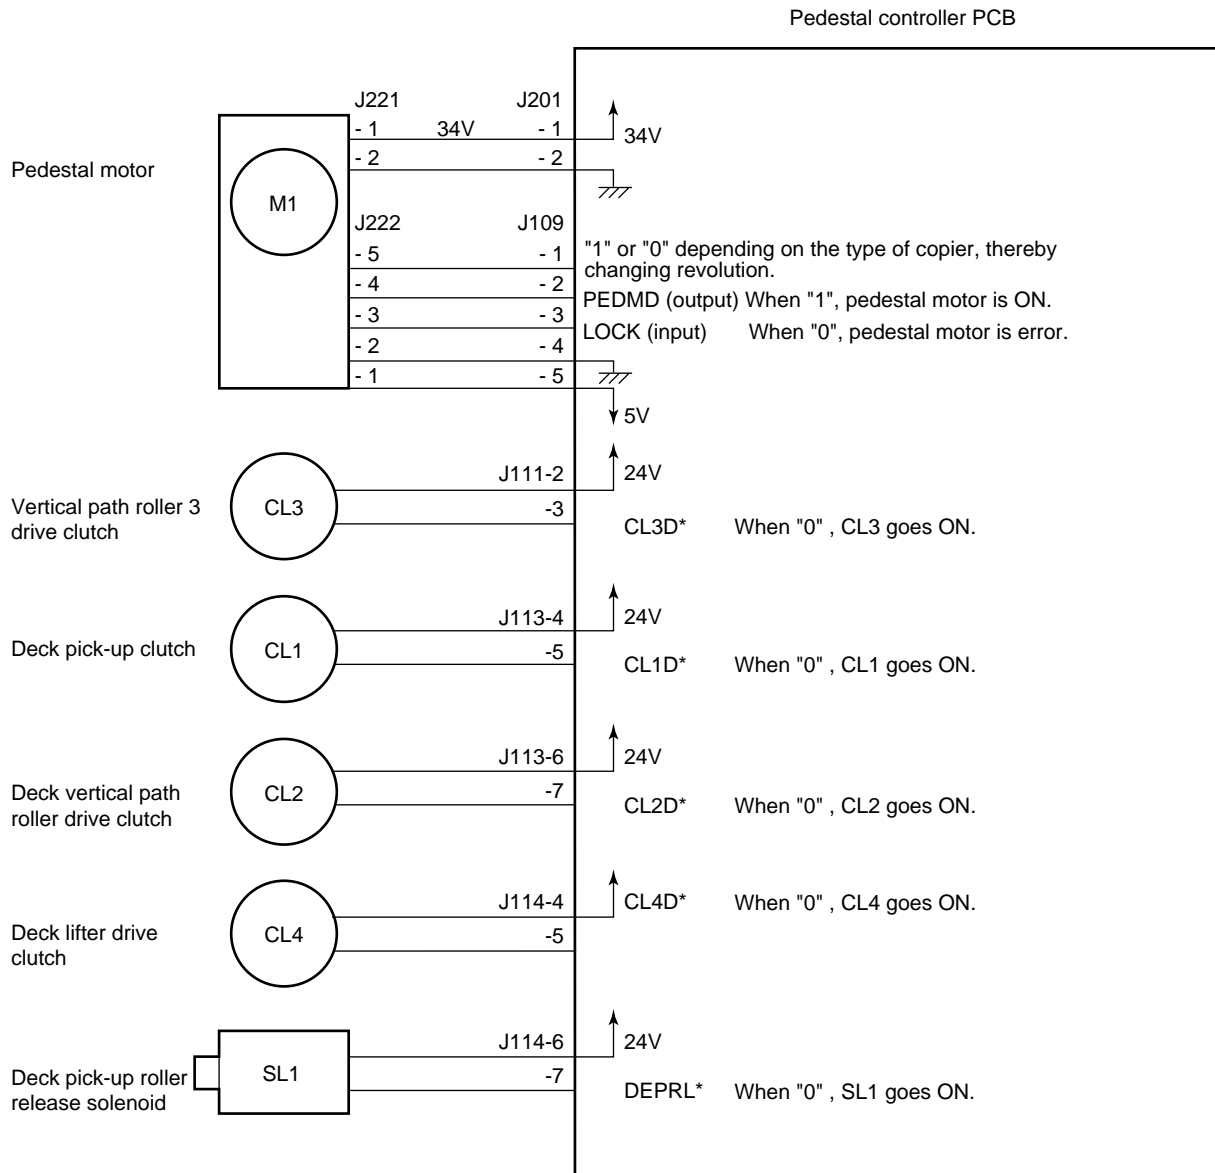 Pedestal controller PCB
J221 J201
- 1 34V - 1 34V
- 2 - 2
Pedestal motor
M1
J222 J109
- 5 - 1 "1" or "0" depending on the type of copier, thereby
changing revolution.
- 4 - 2 PEDMD (output) When "1", pedestal motor is ON.
- 3 - 3 LOCK (input) When "0", pedestal motor is error.
- 2 - 4
- 1 - 5
5V
J111-2 24V
Vertical path roller 3
drive clutch
CL3
-3
CL3D* When "0" , CL3 goes ON.
J113-4 24V
Deck pick-up clutch
CL1
-5
CL1D* When "0" , CL1 goes ON.
J113-6 24V
Deck vertical path
roller drive clutch
CL2
-7
CL2D* When "0" , CL2 goes ON.
J114-4 CL4D* When "0" , CL4 goes ON.
Deck lifter drive
clutch
CL4
-5
J114-6 24V
Deck pick-up roller
release solenoid
SL1
-7
DEPRL* When "0" , SL1 goes ON.